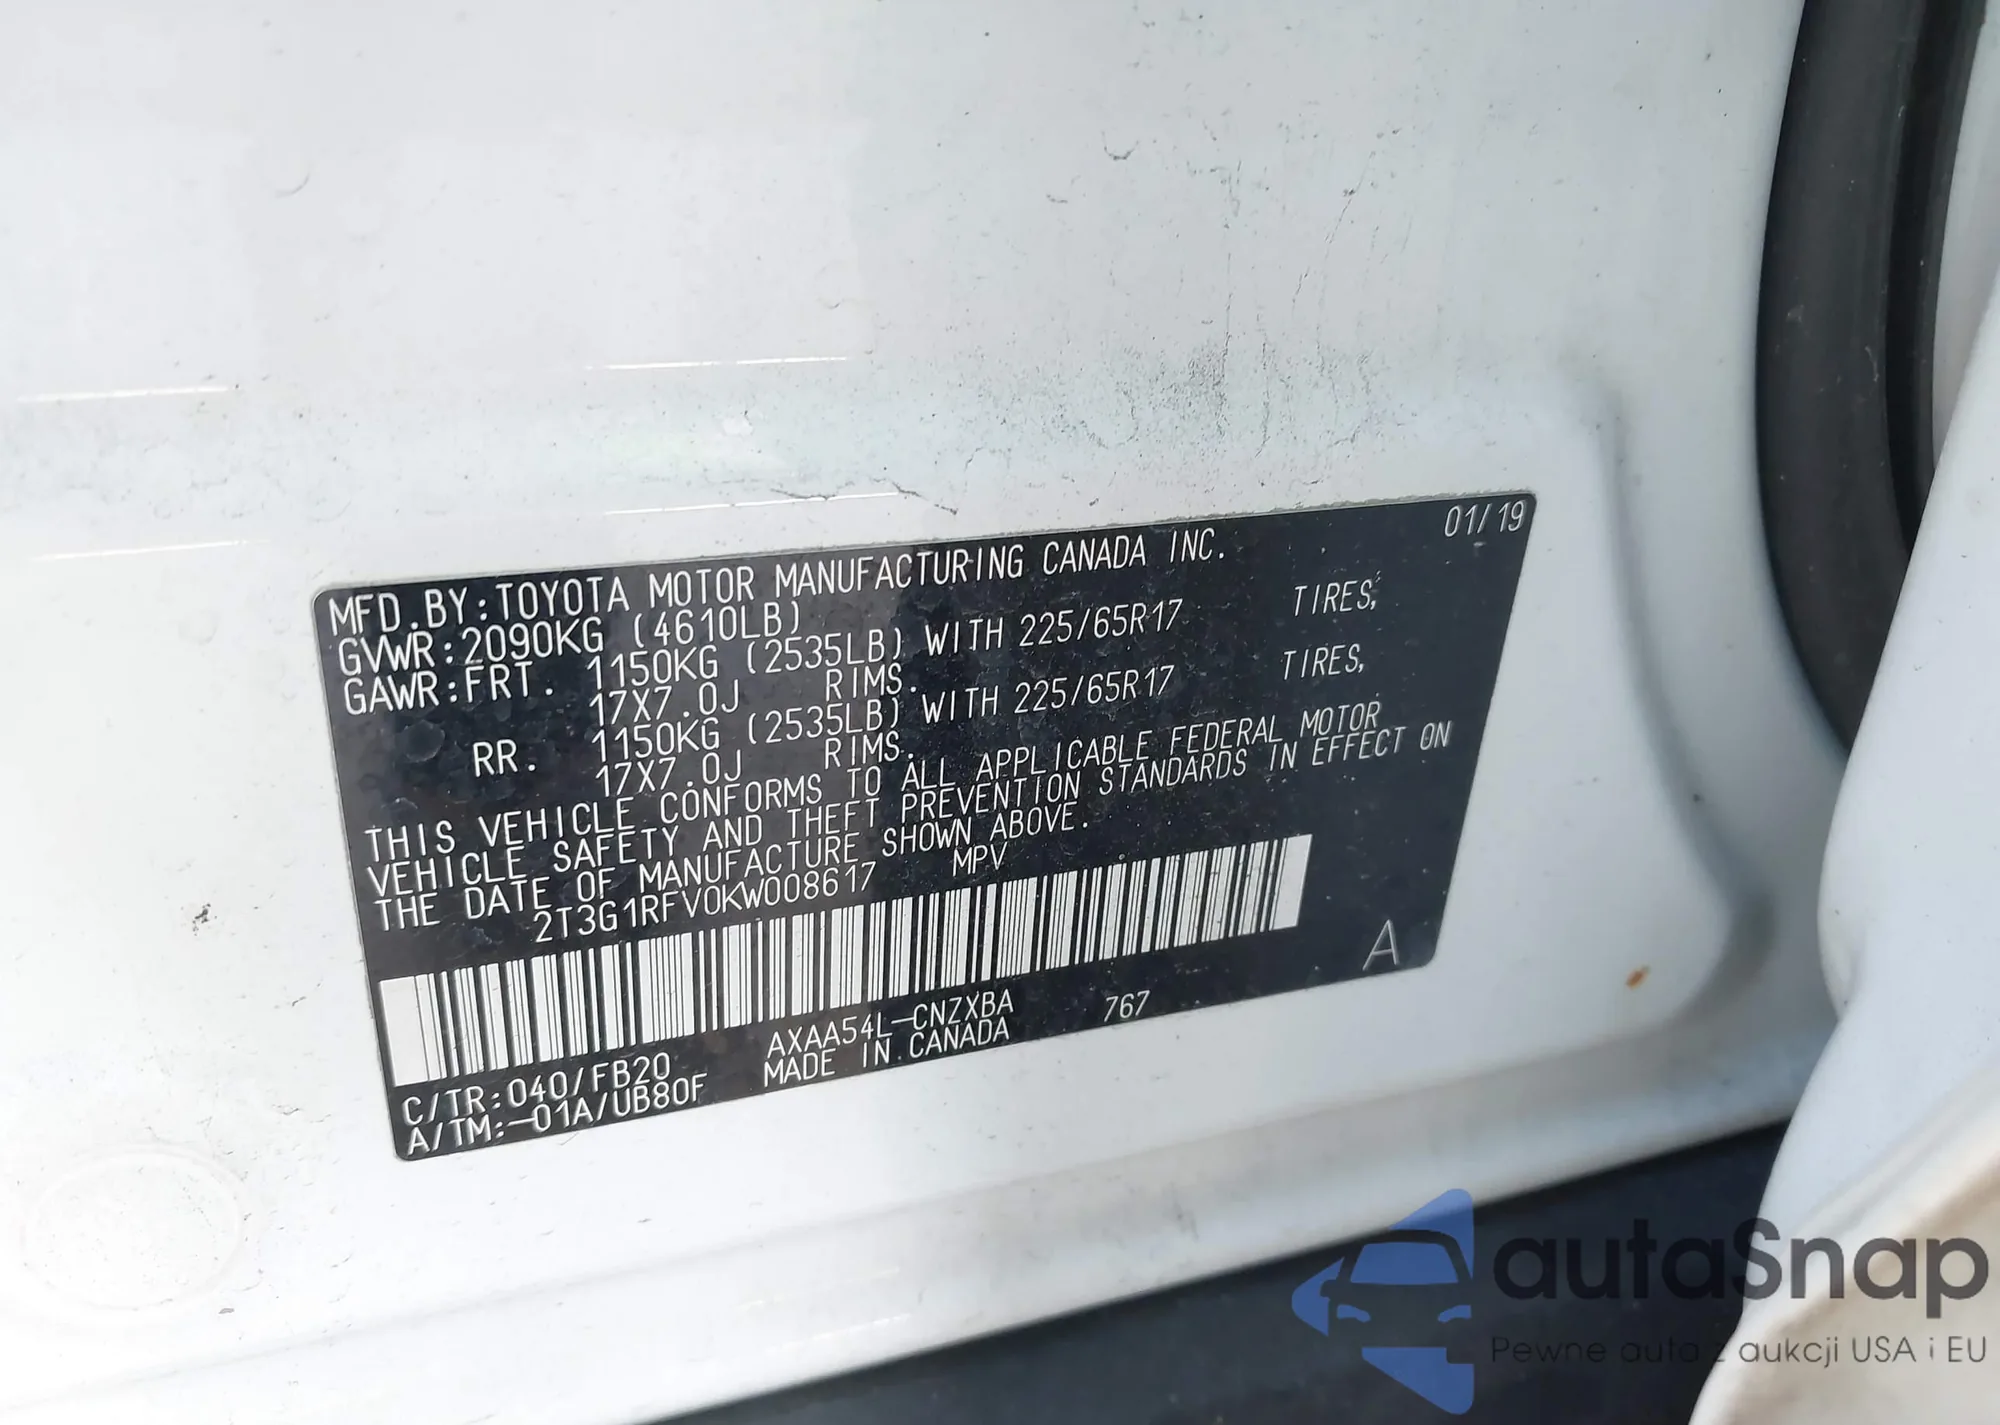 01/19
MFD.BY:TOYOTA MOTOR MANUFACTURING CANADA INC.
GVWR:2090KG (4610LB)
GAWR:FRT. 1150KG (2535LB) WITH 225/65R17 TIRES,
17X7.0J RIMS.
RR. 1150KG (2535LB) WITH 225/65R17 TIRES,
17X7.0J RIMS.
THIS VEHICLE CONFORMS TO ALL APPLICABLE FEDERAL MOTOR
VEHICLE SAFETY AND THEFT PREVENTION STANDARDS IN EFFECT ON
THE DATE OF MANUFACTURE SHOWN ABOVE.
2T3G1RFV0KW008617 MPV
A
C/TR:040/FB20 AXAA54L-CNZXBA 767
A/TM:-01A/UB80F MADE IN CANADA
autaSnap
Pewne auta z aukcji USA i EU